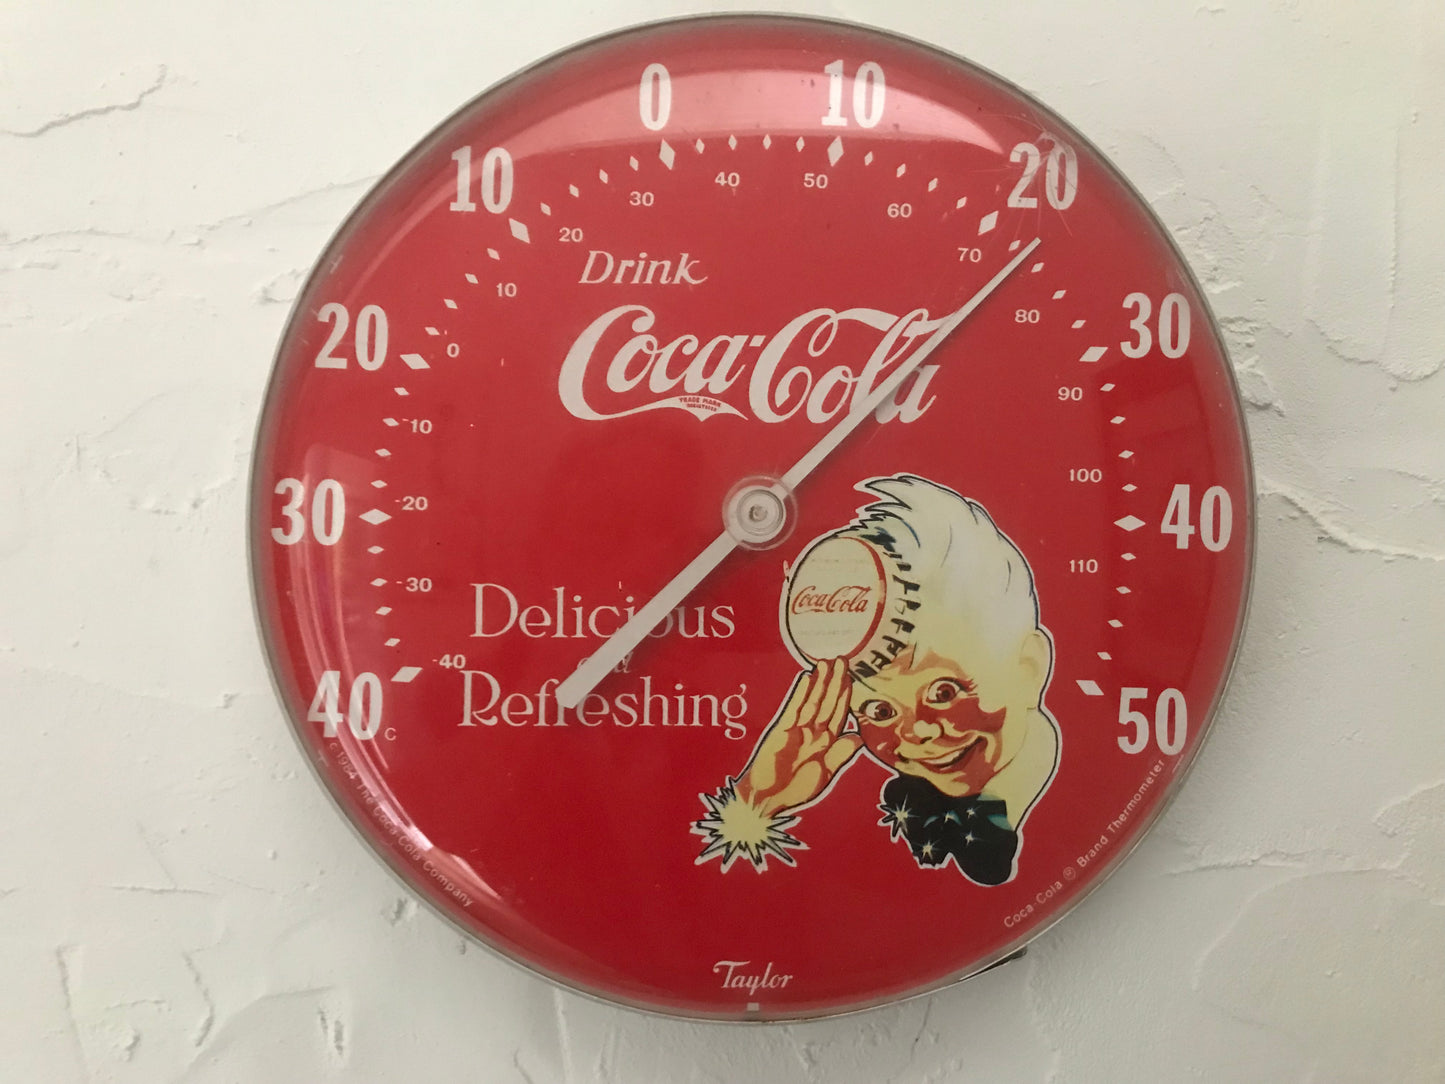 0 10
10 20
20 30
30 40
40 50
C
30 40 50 60
20 70
10 80
0 90
-10 100
-20 110
-30
-40
Drink
Coca-Cola
TRADE MARK
REGISTERED
Delicious
and
Refreshing
Coca-Cola
c 1984 The Coca-Cola Company
Coca-Cola ® Brand Thermometer
Taylor